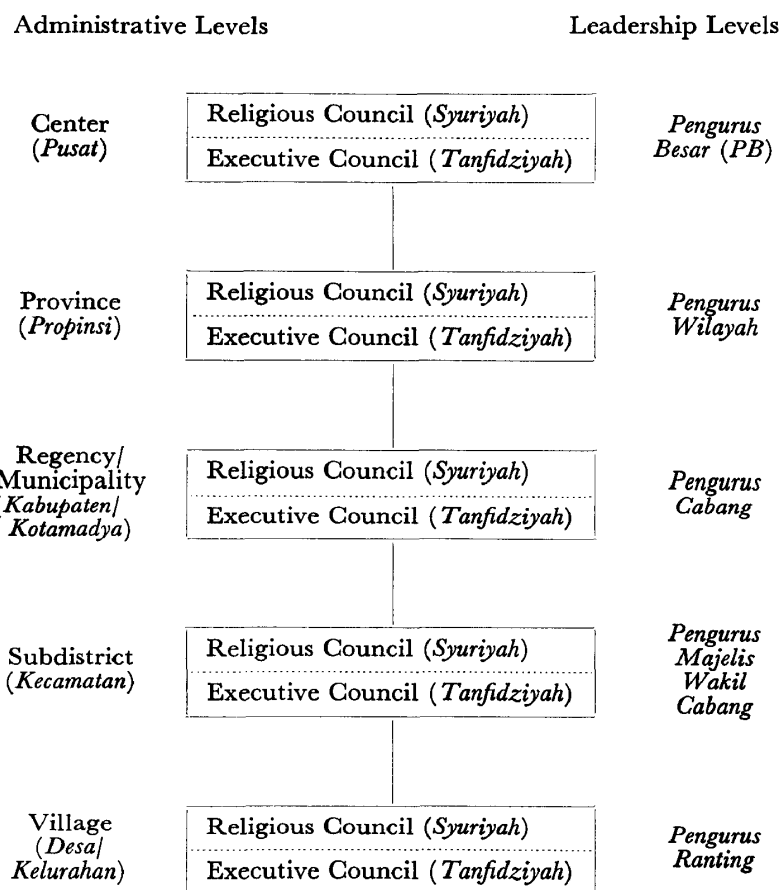 Administrative Levels Leadership Levels
Center
(Pusat)
Religious Council (Syuriyah)
Executive Council (Tanfidziyah)
Pengurus
Besar (PB)
Province
(Propinsi)
Religious Council (Syuriyah)
Executive Council (Tanfidziyah)
Pengurus
Wilayah
Regency/
Municipality
(Kabupaten/
Kotamadya)
Religious Council (Syuriyah)
Executive Council (Tanfidziyah)
Pengurus
Cabang
Subdistrict
(Kecamatan)
Religious Council (Syuriyah)
Executive Council (Tanfidziyah)
Pengurus
Majelis
Wakil
Cabang
Village
(Desa/
Kelurahan)
Religious Council (Syuriyah)
Executive Council (Tanfidziyah)
Pengurus
Ranting